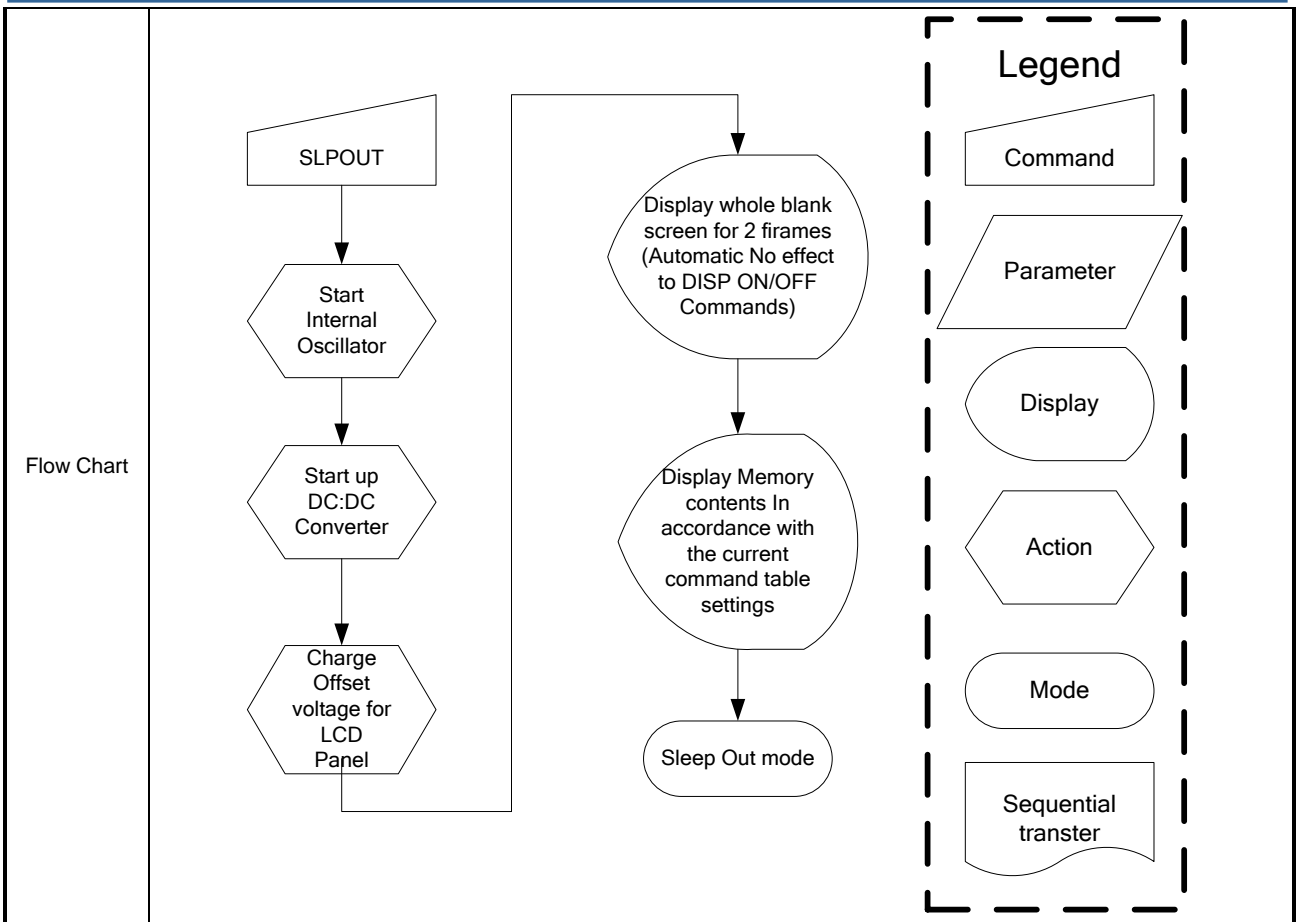 Flow Chart
SLPOUT
Start
Internal
Oscillator
Start up
DC:DC
Converter
Charge
Offset
voltage for
LCD
Panel
Display whole blank
screen for 2 firames
(Automatic No effect
to DISP ON/OFF
Commands)
Display Memory
contents In
accordance with
the current
command table
settings
Sleep Out mode
Legend
Command
Parameter
Display
Action
Mode
Sequential
transter